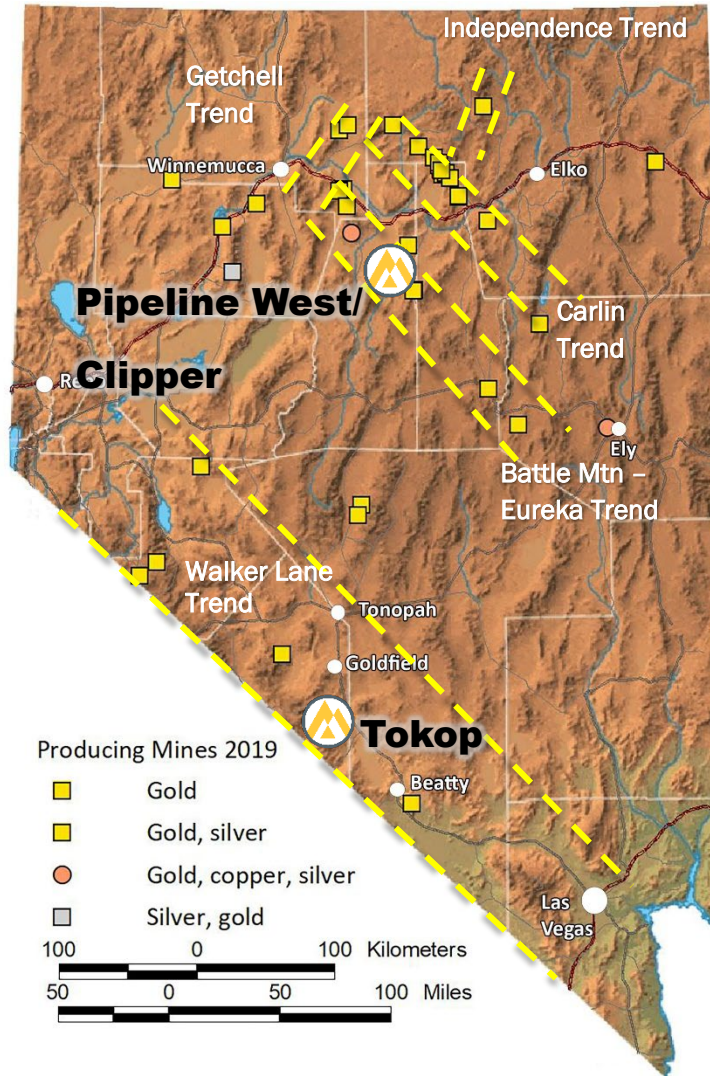 Independence Trend
Getchell
Trend
Winnemucca
Elko
Pipeline West/
Clipper
Carlin
Trend
Ely
Battle Mtn –
Eureka Trend
Walker Lane
Trend
Tonopah
Goldfield
Tokop
Beatty
Las
Vegas
Producing Mines 2019
Gold
Gold, silver
Gold, copper, silver
Silver, gold
100 0 100 Kilometers
50 0 50 100 Miles